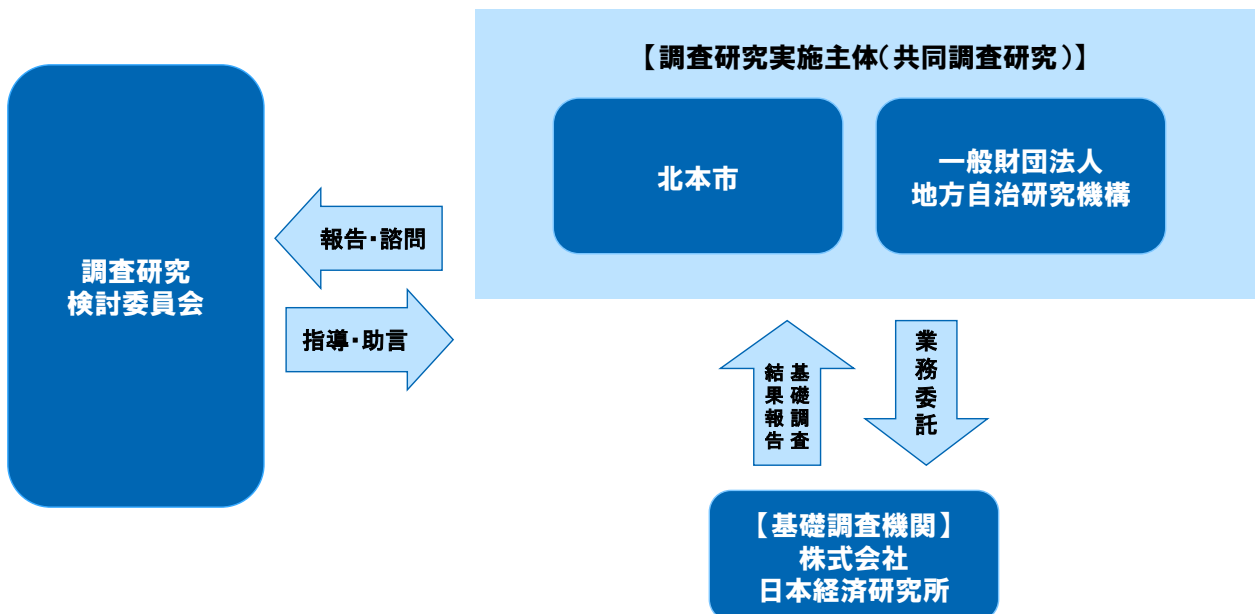 【調査研究実施主体(共同調査研究)】
北本市
一般財団法人
地方自治研究機構
報告・諮問
調査研究
検討委員会
指導・助言
基礎調査
結果報告
業務委託
【基礎調査機関】
株式会社
日本経済研究所